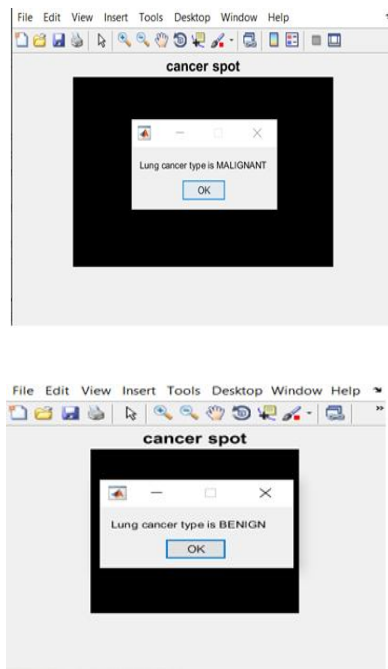 File Edit View Insert Tools Desktop Window Help
cancer spot
Lung cancer type is MALIGNANT
OK
File Edit View Insert Tools Desktop Window Help
cancer spot
Lung cancer type is BENIGN
OK